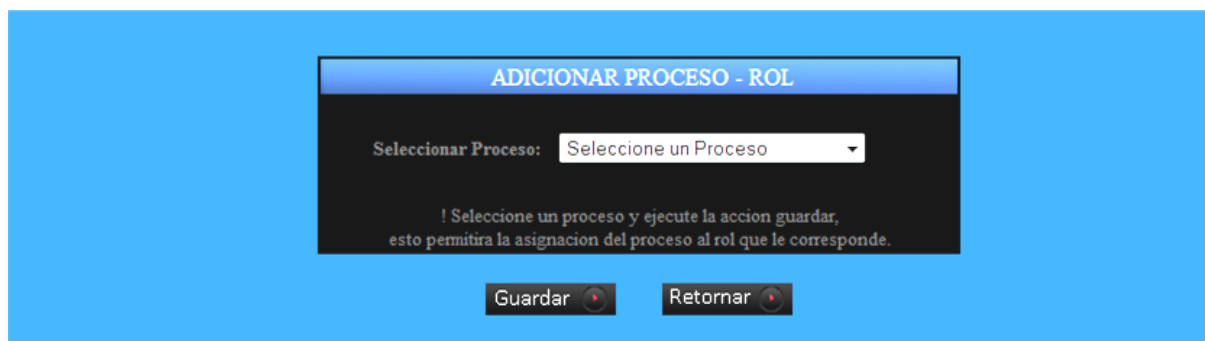 ADICIONAR PROCESO - ROL
Seleccionar Proceso: Seleccione un Proceso
! Seleccione un proceso y ejecute la accion guardar,
esto permitira la asignacion del proceso al rol que le corresponde.
Guardar Retornar